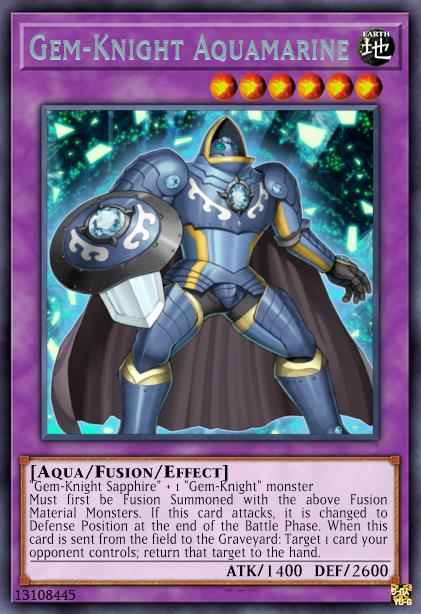 GEM-KNIGHT AQUAMARINE
EARTH
地
[AQUA/FUSION/EFFECT]
"Gem-Knight Sapphire" + 1 "Gem-Knight" monster
Must first be Fusion Summoned with the above Fusion
Material Monsters. If this card attacks, it is changed to
Defense Position at the end of the Battle Phase. When this
card is sent from the field to the Graveyard: Target 1 card your
opponent controls; return that target to the hand.
ATK/1400 DEF/2600
13108445